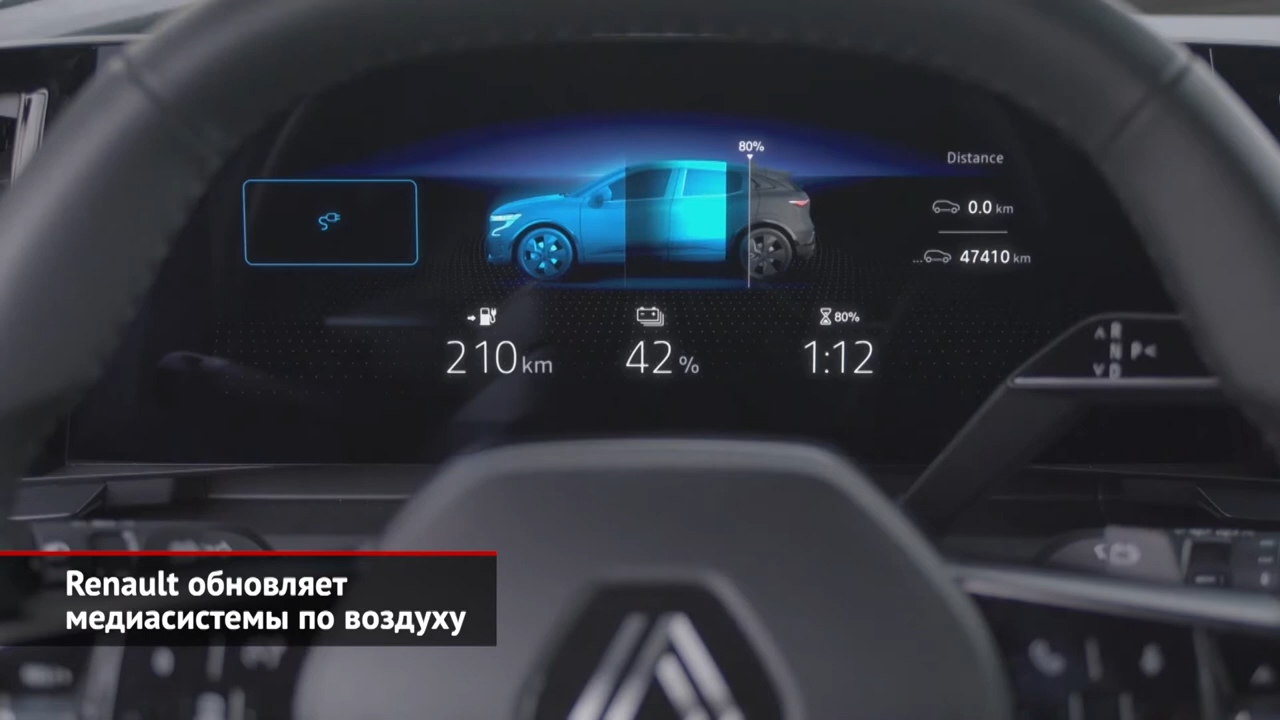 80%
Distance
0.0 km
...47410 km
80%
210 km
42 %
1:12
R
N P
D
Renault обновляет
медиасистемы по воздуху